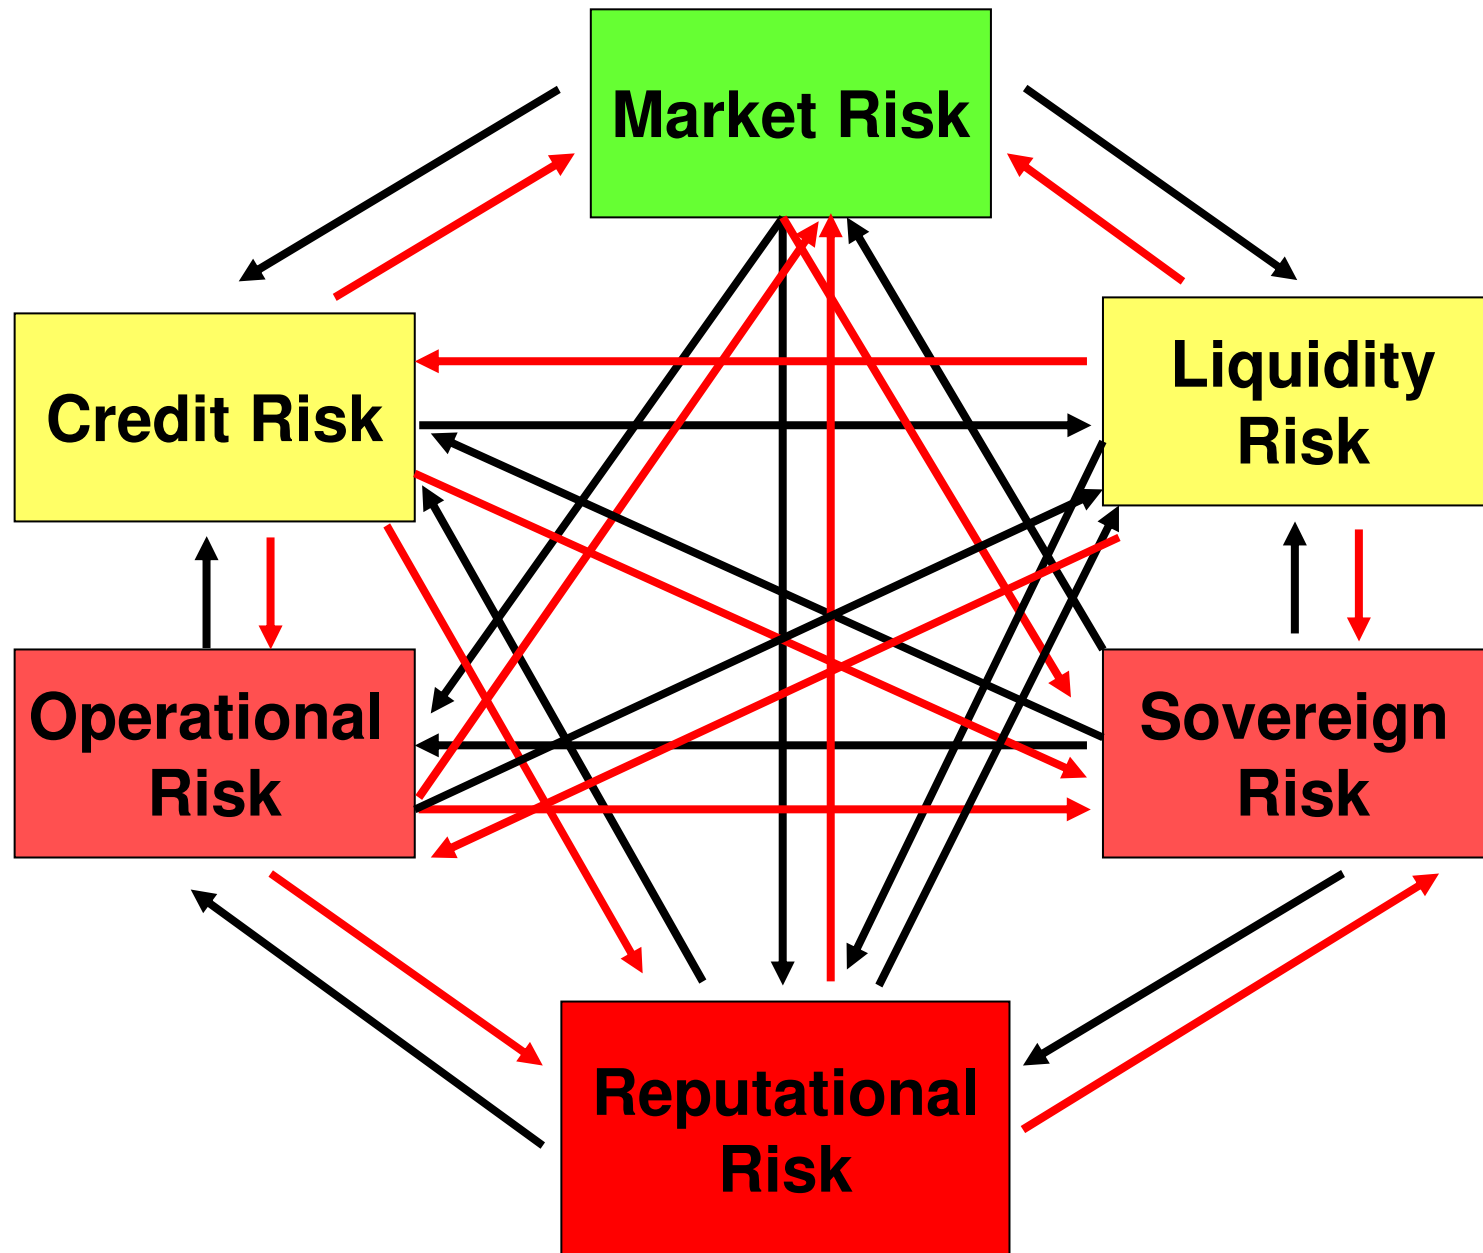 Market Risk
Liquidity
Risk
Credit Risk
Operational
Risk
Sovereign
Risk
Reputational
Risk